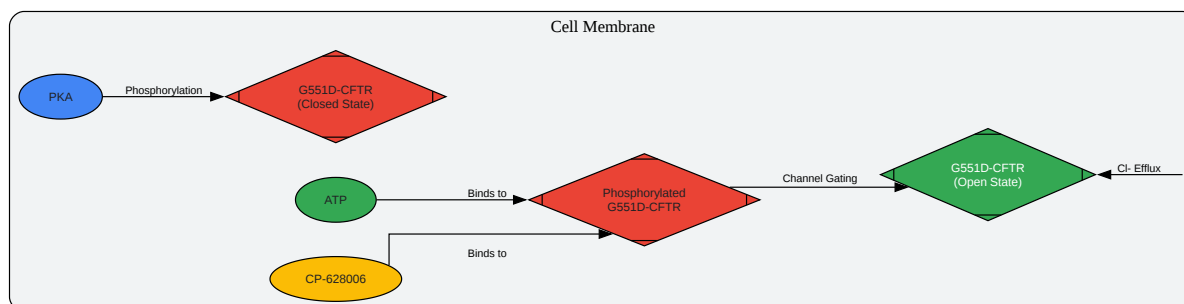 Cell Membrane
PKA
Phosphorylation
G551D-CFTR
(Closed State)
ATP
Binds to
Phosphorylated
G551D-CFTR
Channel Gating
G551D-CFTR
(Open State)
Cl- Efflux
CP-628006
Binds to